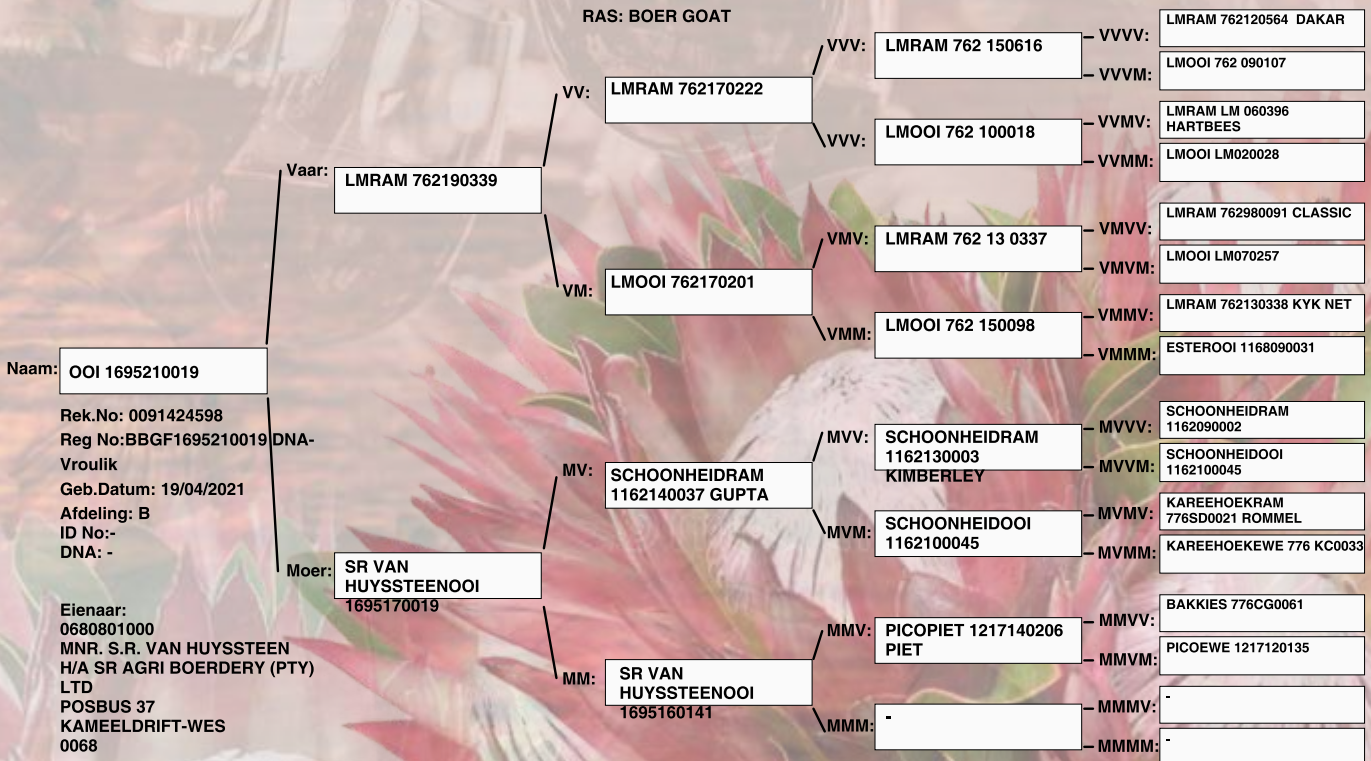 RAS: BOER GOAT
Naam:
OOI 1695210019
Rek.No: 0091424598
Reg No:BBGF1695210019 DNA-
Vroulik
Geb.Datum: 19/04/2021
Afdeling: B
ID No:-
DNA: -
Eienaar:
0680801000
MNR. S.R. VAN HUYSSTEEN
H/A SR AGRI BOERDERY (PTY)
LTD
POSBUS 37
KAMEELDRIFT-WES
0068
Vaar:
LMRAM 762190339
Moer:
SR VAN
HUYSSTEENOOI
1695170019
VV:
LMRAM 762170222
VM:
LMOOI 762170201
MV:
SCHOONHEIDRAM
1162140037 GUPTA
MM:
SR VAN
HUYSSTEENOOI
1695160141
VVV:
LMRAM 762 150616
VVV:
LMOOI 762 100018
VMV:
LMRAM 762 13 0337
VMM:
LMOOI 762 150098
MVV:
SCHOONHEIDRAM
1162130003
KIMBERLEY
MVM:
SCHOONHEIDOOI
1162100045
MMV:
PICOPIET 1217140206
PIET
MMM:
-
VVVV:
LMRAM 762120564 DAKAR
VVVM:
LMOOI 762 090107
VVMV:
LMRAM LM 060396
HARTBEES
VVMM:
LMOOI LM020028
VMVV:
LMRAM 762980091 CLASSIC
VMVM:
LMOOI LM070257
VMMV:
LMRAM 762130338 KYK NET
VMMM:
ESTEROOI 1168090031
MVVV:
SCHOONHEIDRAM
1162090002
MVVM:
SCHOONHEIDOOI
1162100045
MVMV:
KAREEHOEKRAM
776SD0021 ROMMEL
MVMM:
KAREEHOEKEWE 776 KC0033
MMVV:
BAKKIES 776CG0061
MMVM:
PICOEWE 1217120135
MMMV:
-
MMMM:
-